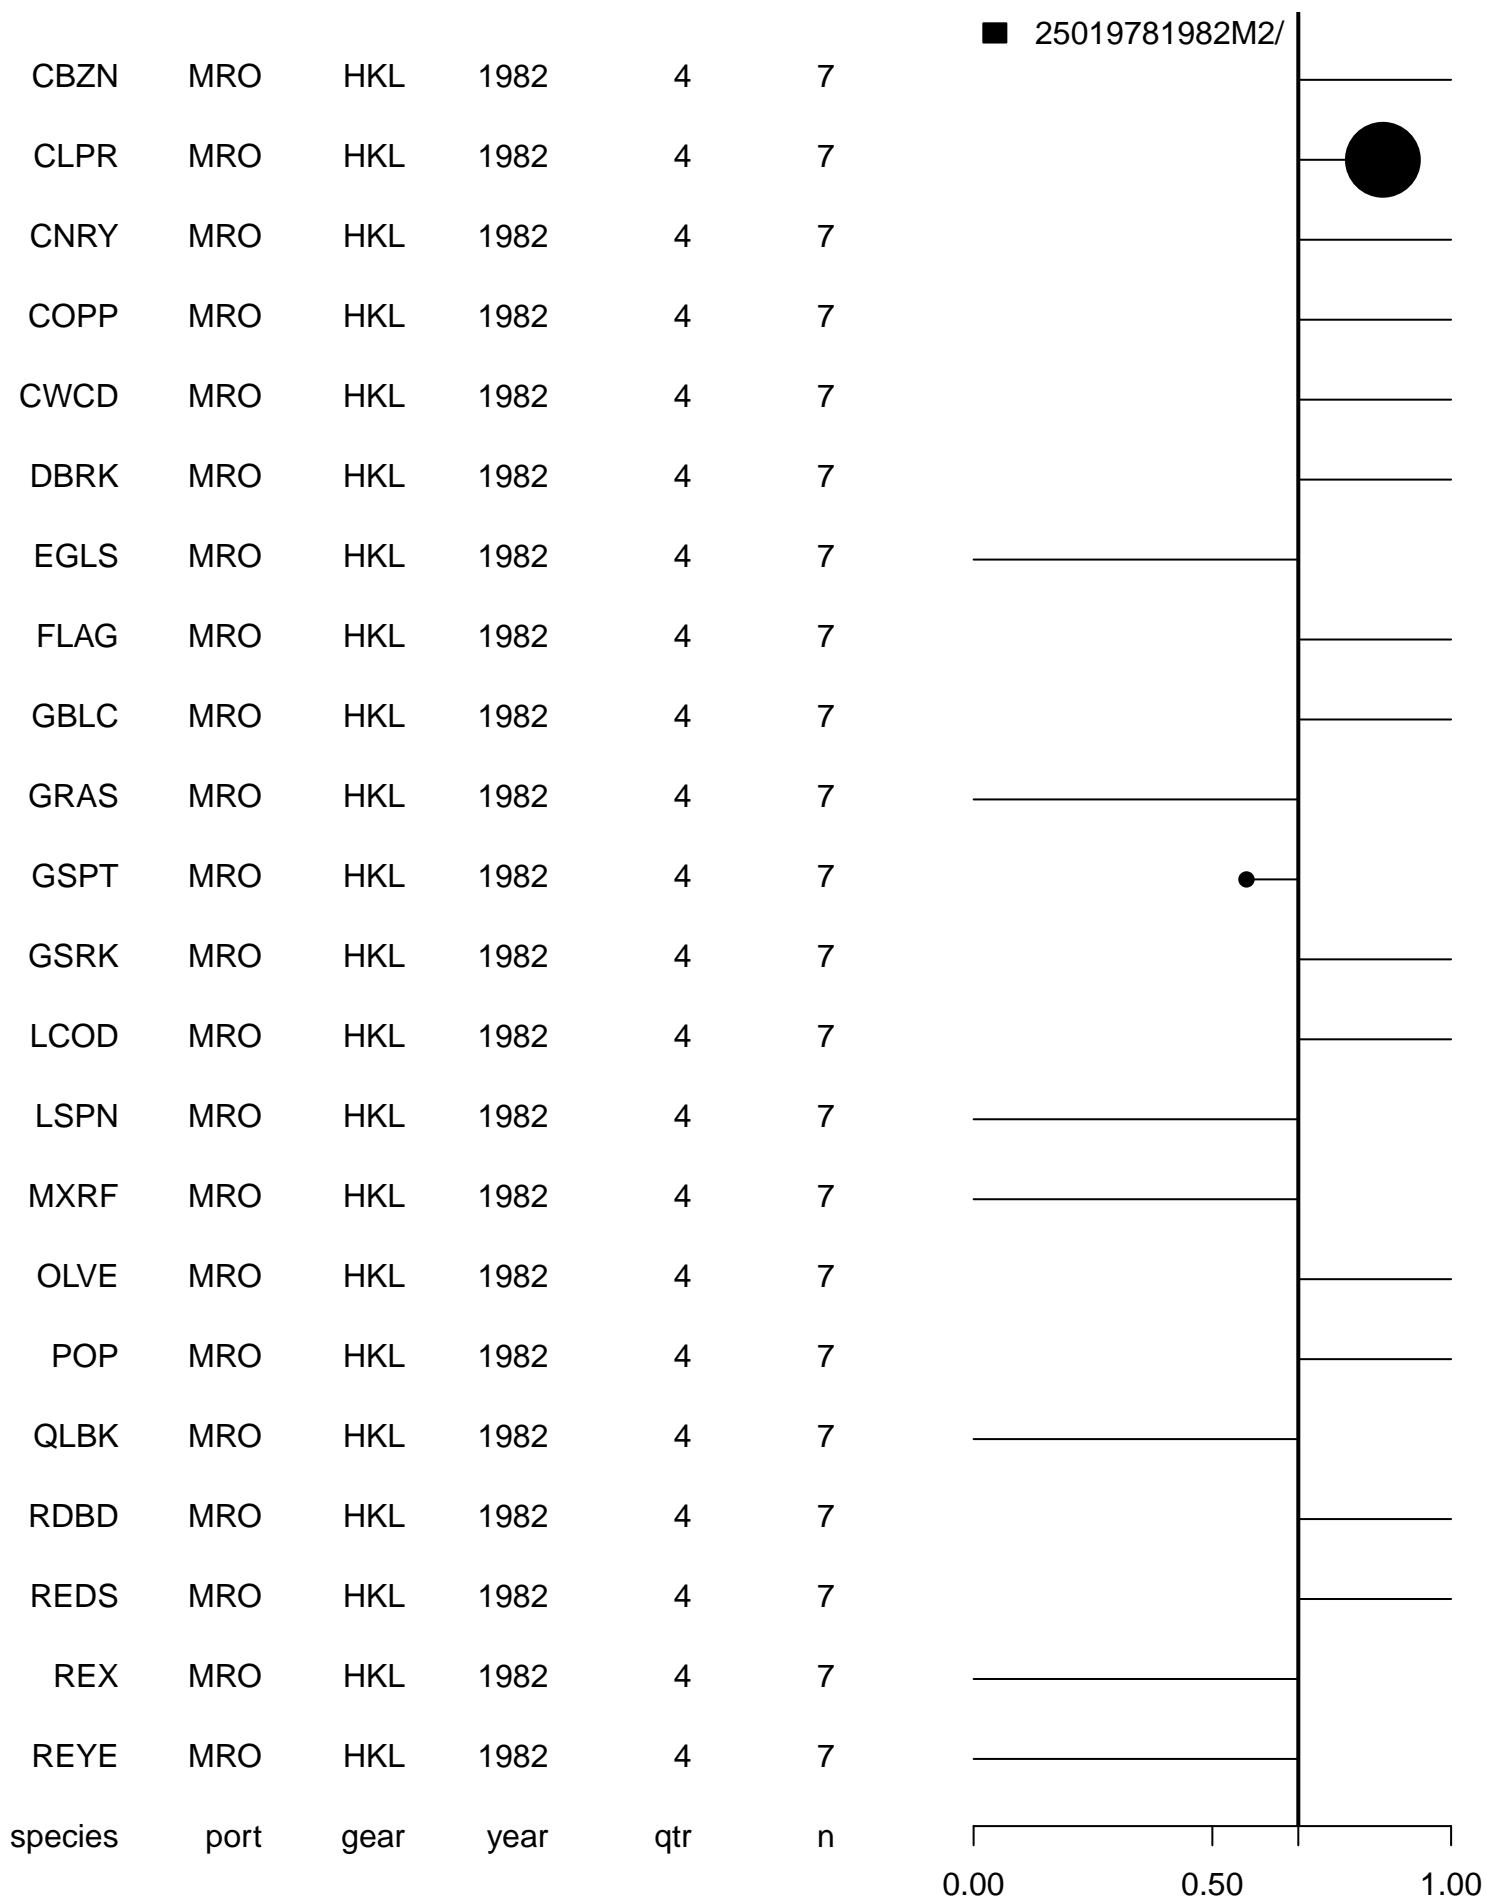 25019781982M2/
CBZN MRO HKL 1982 4 7
CLPR MRO HKL 1982 4 7
CNRY MRO HKL 1982 4 7
COPP MRO HKL 1982 4 7
CWCD MRO HKL 1982 4 7
DBRK MRO HKL 1982 4 7
EGLS MRO HKL 1982 4 7
FLAG MRO HKL 1982 4 7
GBLC MRO HKL 1982 4 7
GRAS MRO HKL 1982 4 7
GSPT MRO HKL 1982 4 7
GSRK MRO HKL 1982 4 7
LCOD MRO HKL 1982 4 7
LSPN MRO HKL 1982 4 7
MXRF MRO HKL 1982 4 7
OLVE MRO HKL 1982 4 7
POP MRO HKL 1982 4 7
QLBK MRO HKL 1982 4 7
RDBD MRO HKL 1982 4 7
REDS MRO HKL 1982 4 7
REX MRO HKL 1982 4 7
REYE MRO HKL 1982 4 7
species port gear year qtr n
0.00 0.50 1.00